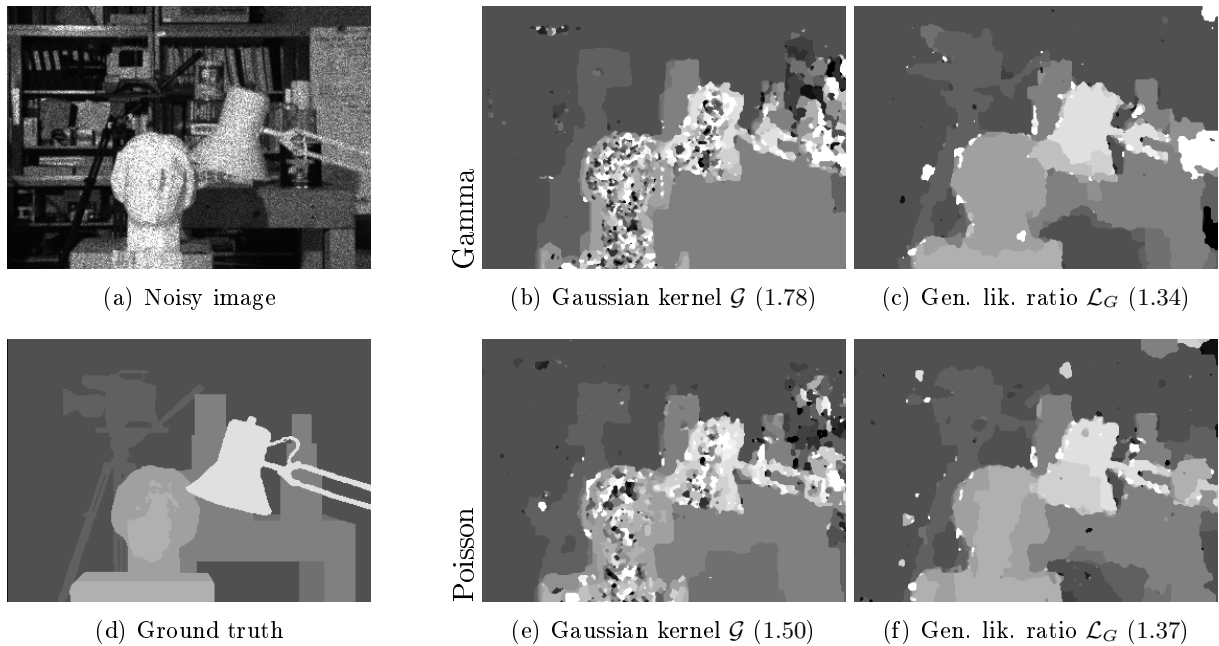 Gamma
(a) Noisy image
(b) Gaussian kernel 𝒢 (1.78)
(c) Gen. lik. ratio ℒ_G (1.34)
Poisson
(d) Ground truth
(e) Gaussian kernel 𝒢 (1.50)
(f) Gen. lik. ratio ℒ_G (1.37)